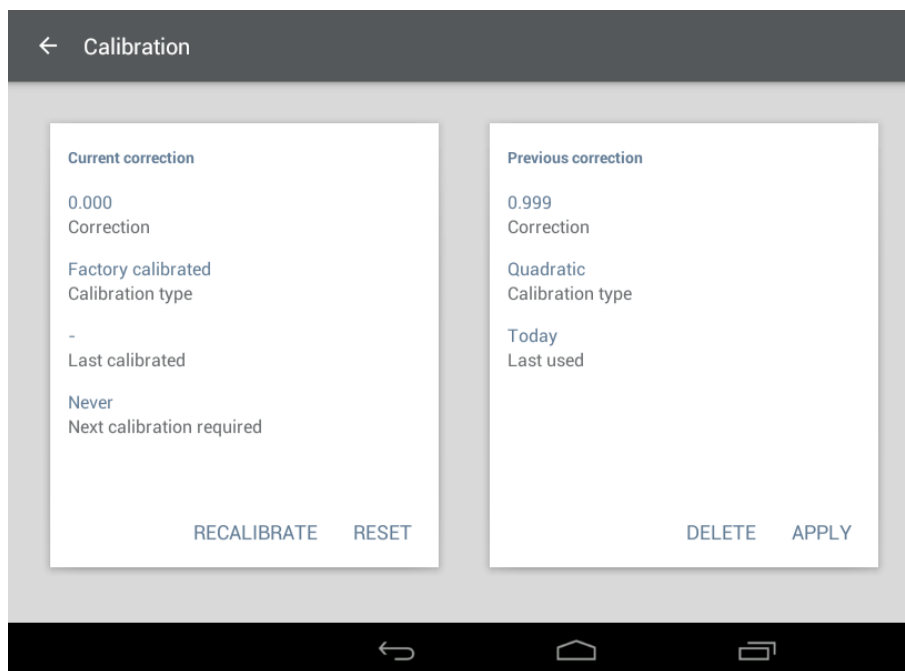 Calibration
Current correction
0.000
Correction
Factory calibrated
Calibration type
-
Last calibrated
Never
Next calibration required
RECALIBRATE RESET
Previous correction
0.999
Correction
Quadratic
Calibration type
Today
Last used
DELETE APPLY